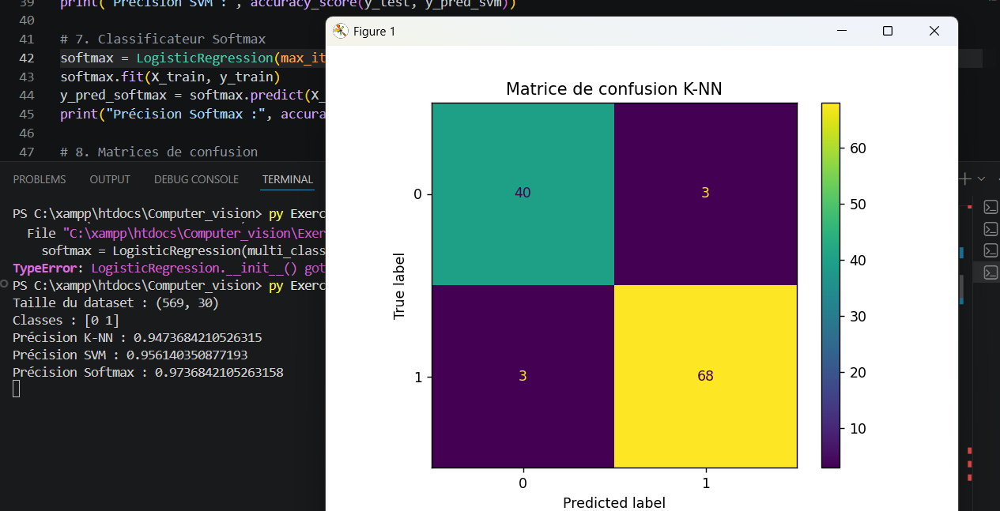 39 print("Précision SVM :", accuracy_score(y_test, y_pred_svm))
40
41 # 7. Classificateur Softmax
42 softmax = LogisticRegression(max_it
43 softmax.fit(X_train, y_train)
44 y_pred_softmax = softmax.predict(X_
45 print("Précision Softmax :", accura
46
47 # 8. Matrices de confusion
PROBLEMS OUTPUT DEBUG CONSOLE TERMINAL
PS C:\xampp\htdocs\Computer_vision> py Exerc
File "C:\xampp\htdocs\Computer_vision\Exer
softmax = LogisticRegression(multi_class
TypeError: LogisticRegression.__init__() got
PS C:\xampp\htdocs\Computer_vision> py Exerc
Taille du dataset : (569, 30)
Classes : [0 1]
Précision K-NN : 0.9473684210526315
Précision SVM : 0.956140350877193
Précision Softmax : 0.9736842105263158
Figure 1
Matrice de confusion K-NN
True label
0
1
40 3
3 68
0 1
Predicted label
60
50
40
30
20
10